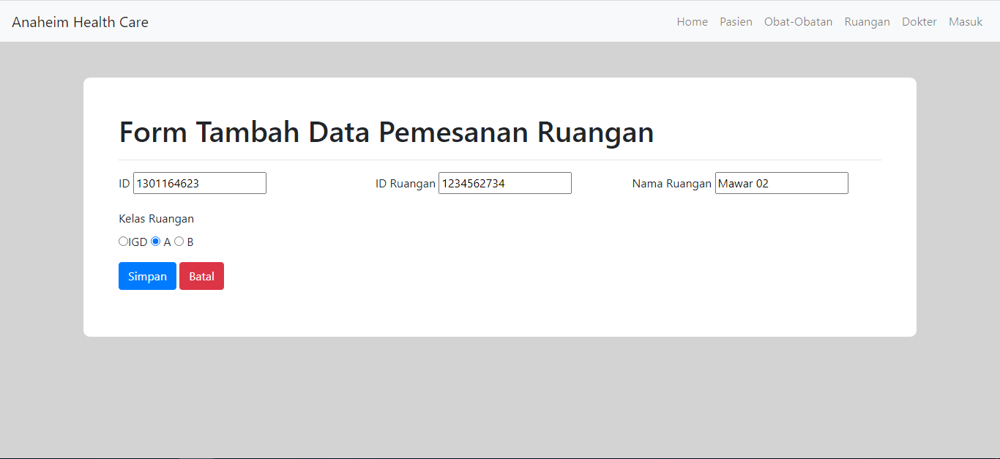 Anaheim Health Care Home Pasien Obat-Obatan Ruangan Dokter Masuk
Form Tambah Data Pemesanan Ruangan
ID 1301164623 ID Ruangan 1234562734 Nama Ruangan Mawar 02
Kelas Ruangan
IGD A B
Simpan Batal